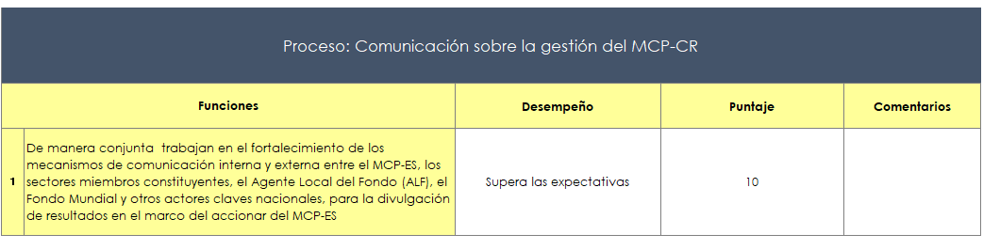 Proceso: Comunicación sobre la gestión del MCP-CR
Funciones
Desempeño
Puntaje
Comentarios
1
De manera conjunta trabajan en el fortalecimiento de los
mecanismos de comunicación interna y externa entre el MCP-ES, los
sectores miembros constituyentes, el Agente Local del Fondo (ALF), el
Fondo Mundial y otros actores claves nacionales, para la divulgación
de resultados en el marco del accionar del MCP-ES
Supera las expectativas
10